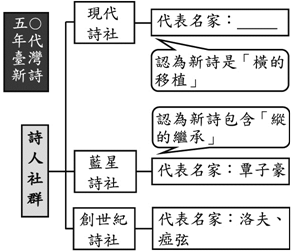 五〇
年代
臺灣
新詩
詩人社群
現代
詩社
代表名家：_____
認為新詩是「橫的
移植」
認為新詩包含「縱
的繼承」
藍星
詩社
代表名家：覃子豪
創世紀
詩社
代表名家：洛夫、
瘂弦